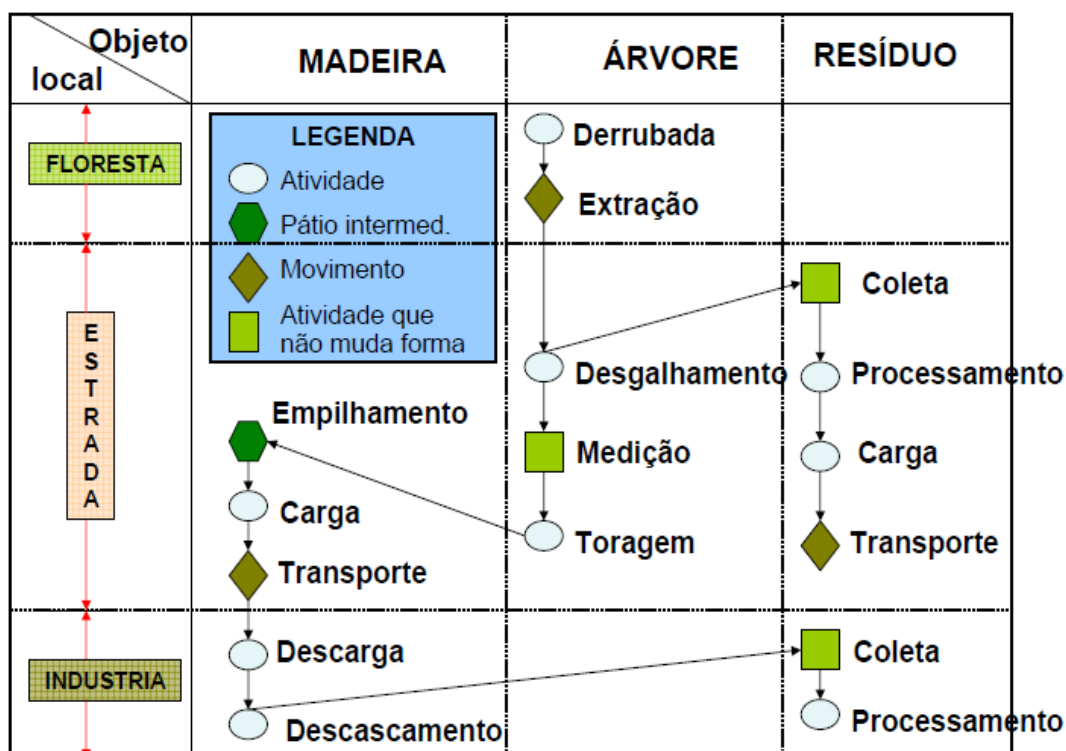 Objeto
local
MADEIRA
ÁRVORE
RESÍDUO
FLORESTA
LEGENDA
Atividade
Pátio intermed.
Movimento
Atividade que
não muda forma
Derrubada
Extração
ESTRADA
Coleta
Desgalhamento
Processamento
Empilhamento
Medição
Carga
Carga
Toragem
Transporte
Transporte
INDUSTRIA
Descarga
Coleta
Descascamento
Processamento